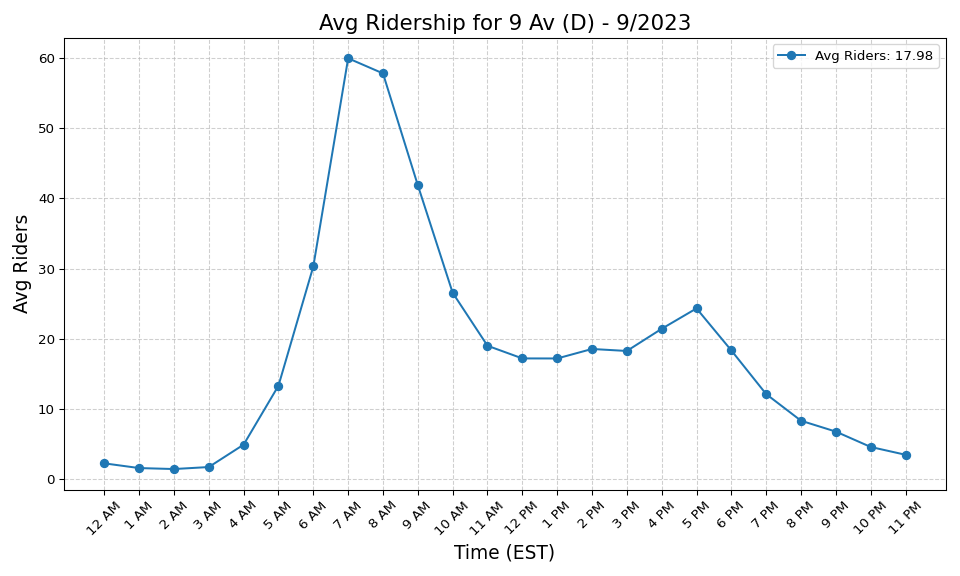 Avg Ridership for 9 Av (D) - 9/2023
Avg Riders: 17.98
Avg Riders
60
50
40
30
20
10
0
12 AM
1 AM
2 AM
3 AM
4 AM
5 AM
6 AM
7 AM
8 AM
9 AM
10 AM
11 AM
12 PM
1 PM
2 PM
3 PM
4 PM
5 PM
6 PM
7 PM
8 PM
9 PM
10 PM
11 PM
Time (EST)